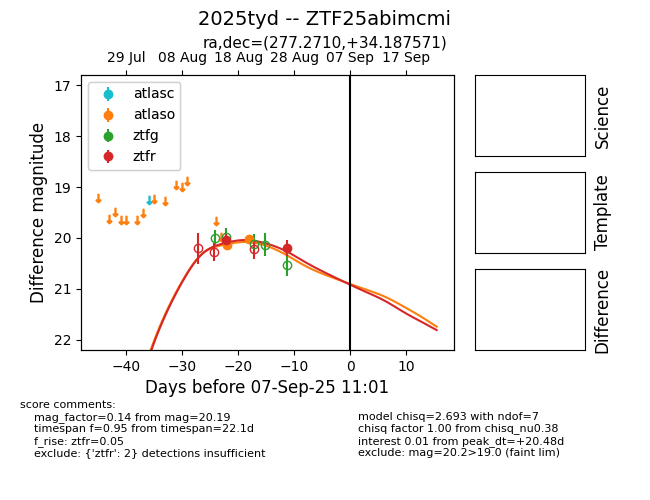 2025tyd -- ZTF25abimcmi
ra,dec=(277.2710,+34.187571)
29 Jul 08 Aug 18 Aug 28 Aug 07 Sep 17 Sep
atlasc
atlaso
ztfg
ztfr
17
18
19
20
21
22
Difference magnitude
−40 −30 −20 −10 0 10
Days before 07-Sep-25 11:01
Science
Template
Difference
score comments:
mag_factor=0.14 from mag=20.19
timespan f=0.95 from timespan=22.1d
f_rise: ztfr=0.05
exclude: {'ztfr': 2} detections insufficient
model chisq=2.693 with ndof=7
chisq factor 1.00 from chisq_nu0.38
interest 0.01 from peak_dt=+20.48d
exclude: mag=20.2>19.0 (faint lim)